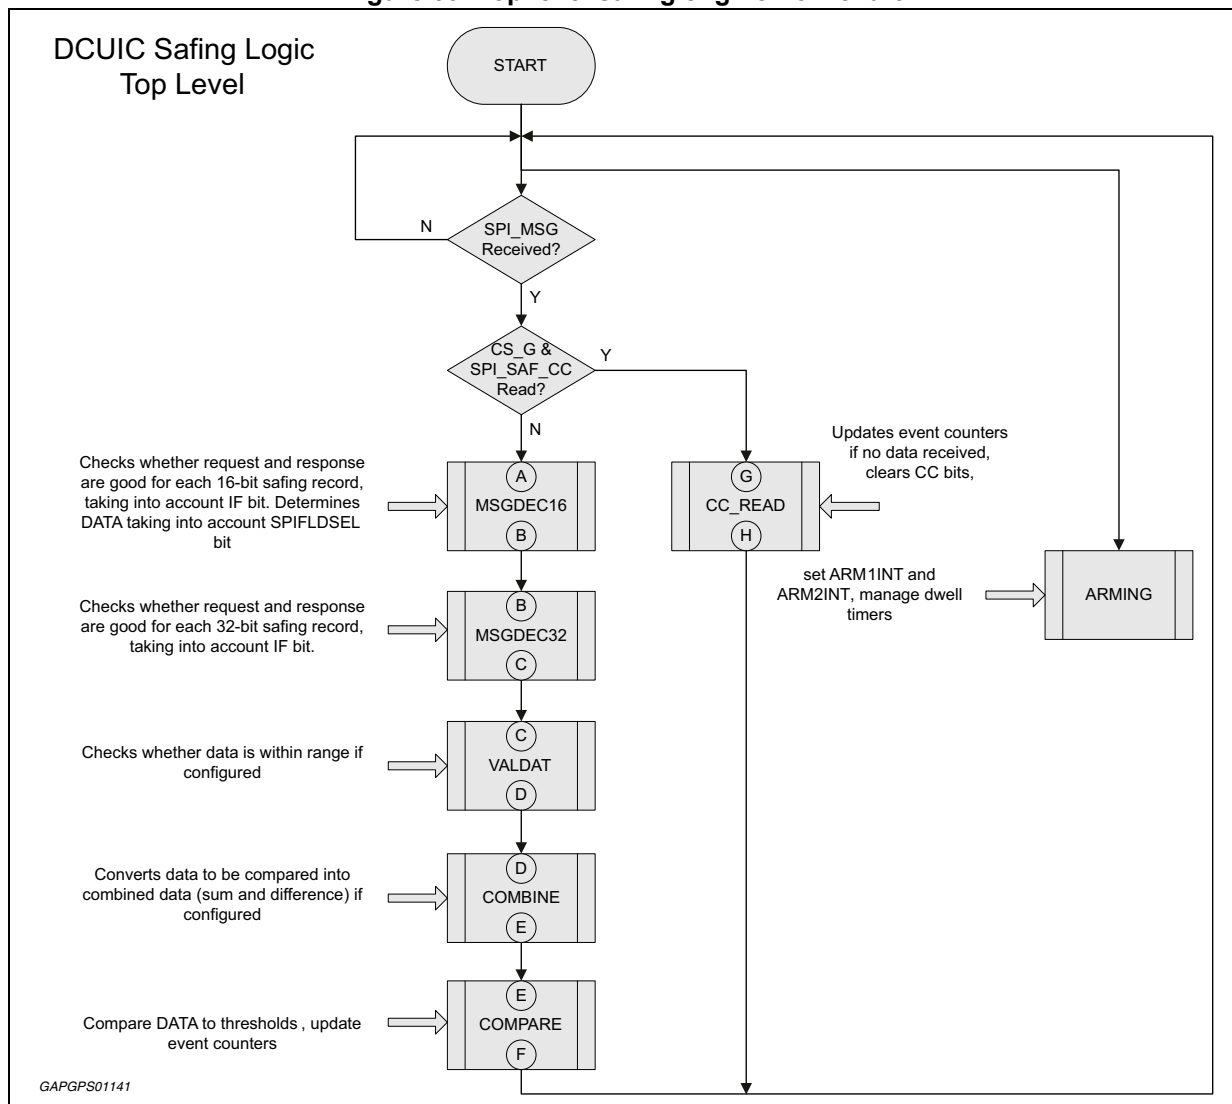 DCUIC Safing Logic
Top Level
START
N
SPI_MSG
Received?
Y
CS_G &
SPI_SAF_CC
Read?
Y
N
Checks whether request and response
are good for each 16-bit safing record,
taking into account IF bit. Determines
DATA taking into account SPIFLDSEL
bit
A
MSGDEC16
B
Updates event counters
if no data received,
clears CC bits,
G
CC_READ
H
set ARM1INT and
ARM2INT, manage dwell
timers
ARMING
Checks whether request and response
are good for each 32-bit safing record,
taking into account IF bit.
B
MSGDEC32
C
Checks whether data is within range if
configured
C
VALDAT
D
Converts data to be compared into
combined data (sum and difference) if
configured
D
COMBINE
E
Compare DATA to thresholds , update
event counters
E
COMPARE
F
GAPGPS01141